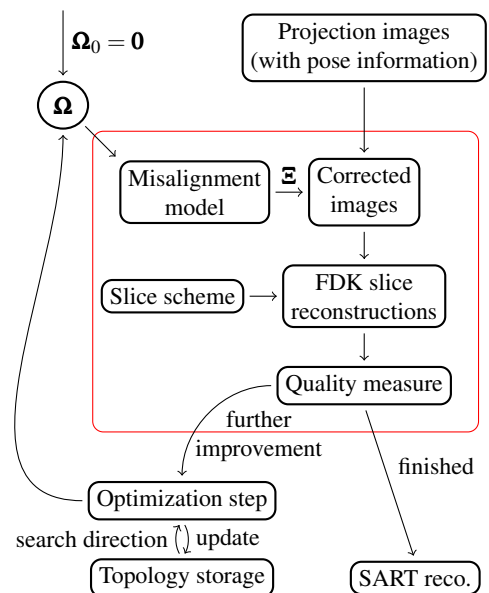 𝛀₀ = 𝟎
Projection images
(with pose information)
𝛀
Misalignment
model
𝚵
Corrected
images
Slice scheme
FDK slice
reconstructions
Quality measure
further
improvement
finished
Optimization step
search direction
update
Topology storage
SART reco.